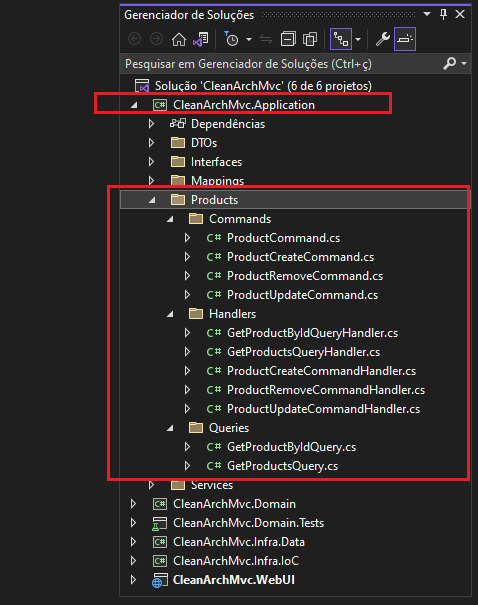 Gerenciador de Soluções
Pesquisar em Gerenciador de Soluções (Ctrl+ç)
Solução 'CleanArchMvc' (6 de 6 projetos)
C# CleanArchMvc.Application
Dependências
DTOs
Interfaces
Mappings
Products
Commands
C# ProductCommand.cs
C# ProductCreateCommand.cs
C# ProductRemoveCommand.cs
C# ProductUpdateCommand.cs
Handlers
C# GetProductByIdQueryHandler.cs
C# GetProductsQueryHandler.cs
C# ProductCreateCommandHandler.cs
C# ProductRemoveCommandHandler.cs
C# ProductUpdateCommandHandler.cs
Queries
C# GetProductByIdQuery.cs
C# GetProductsQuery.cs
Services
C# CleanArchMvc.Domain
CleanArchMvc.Domain.Tests
C# CleanArchMvc.Infra.Data
C# CleanArchMvc.Infra.IoC
CleanArchMvc.WebUI